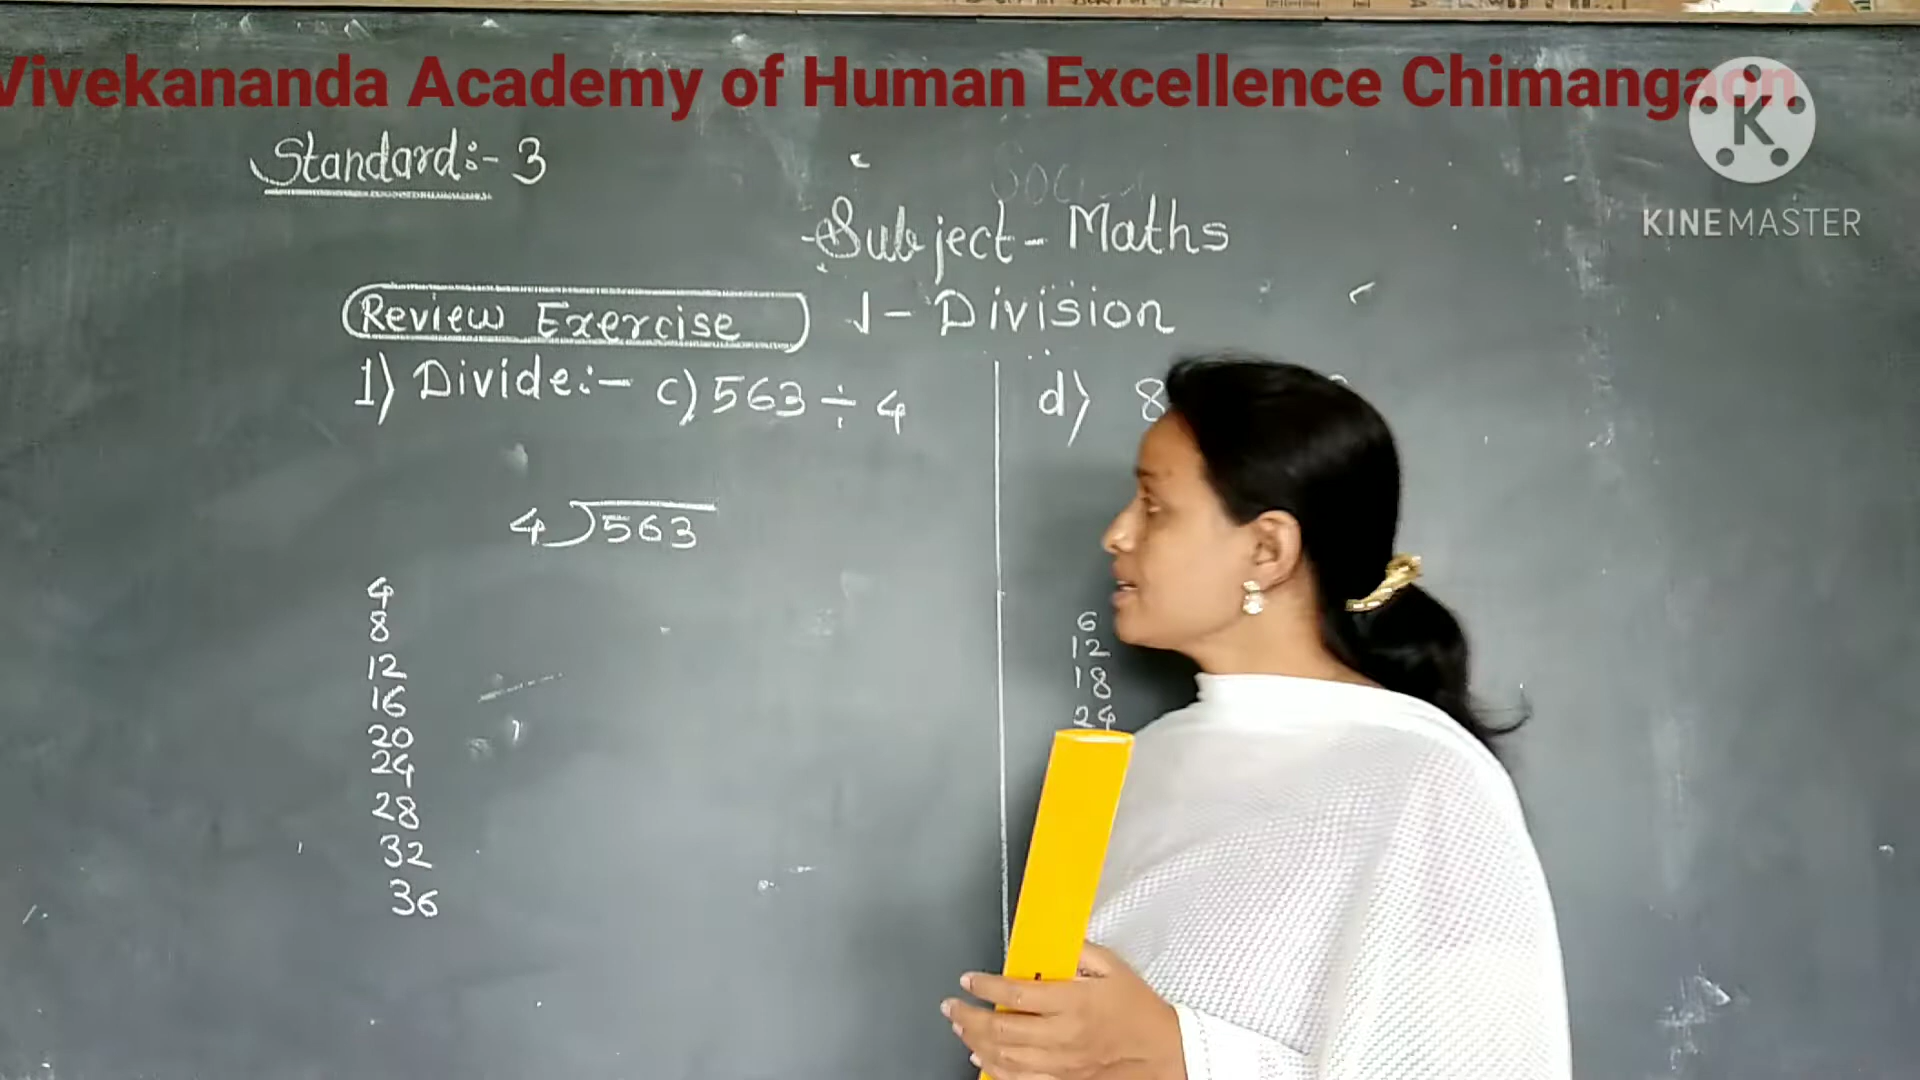 Vivekananda Academy of Human Excellence Chimangaon
K
KINEMASTER
Standard:- 3
Subject- Maths
Review Exercise 1- Division
1) Divide:- c) 563 ÷ 4
4)563
4
8
12
16
20
24
28
32
36
d) 8
6
12
18
24